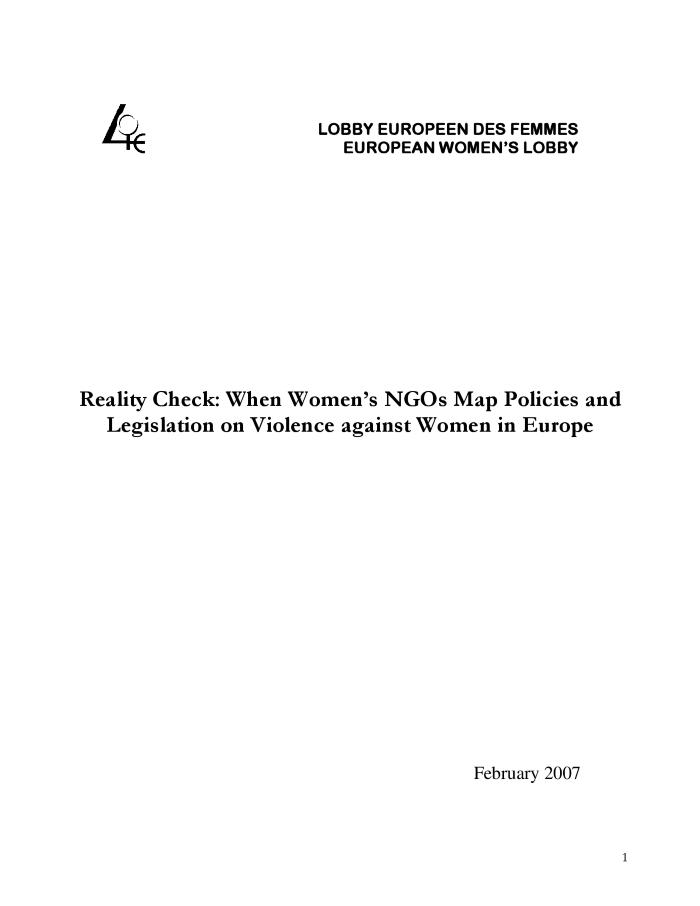 LOBBY EUROPEEN DES FEMMES
EUROPEAN WOMEN'S LOBBY
Reality Check: When Women's NGOs Map Policies and
Legislation on Violence against Women in Europe
February 2007
1